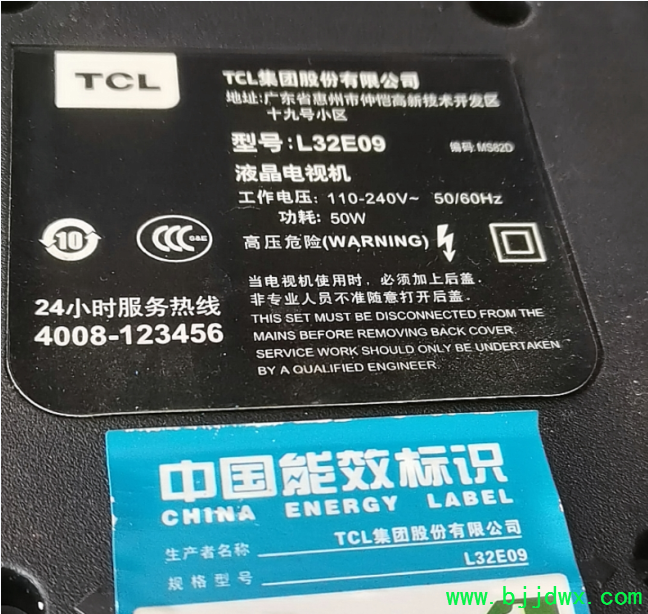 TCL
TCL集团股份有限公司
地址:广东省惠州市仲恺高新技术开发区
十九号小区
型号:L32E09
编码:MS82D
液晶电视机
工作电压: 110-240V~ 50/60Hz
功耗: 50W
10
CCC
高压危险(WARNING)
24小时服务热线
4008-123456
当电视机使用时, 必须加上后盖.
非专业人员不准随意打开后盖.
THIS SET MUST BE DISCONNECTED FROM THE
MAINS BEFORE REMOVING BACK COVER.
SERVICE WORK SHOULD ONLY BE UNDERTAKEN
BY A QUALIFIED ENGINEER.
中国能效标识
CHINA ENERGY LABEL
生产者名称 TCL集团股份有限公司
规格型号 L32E09
www.bjjdwx.com